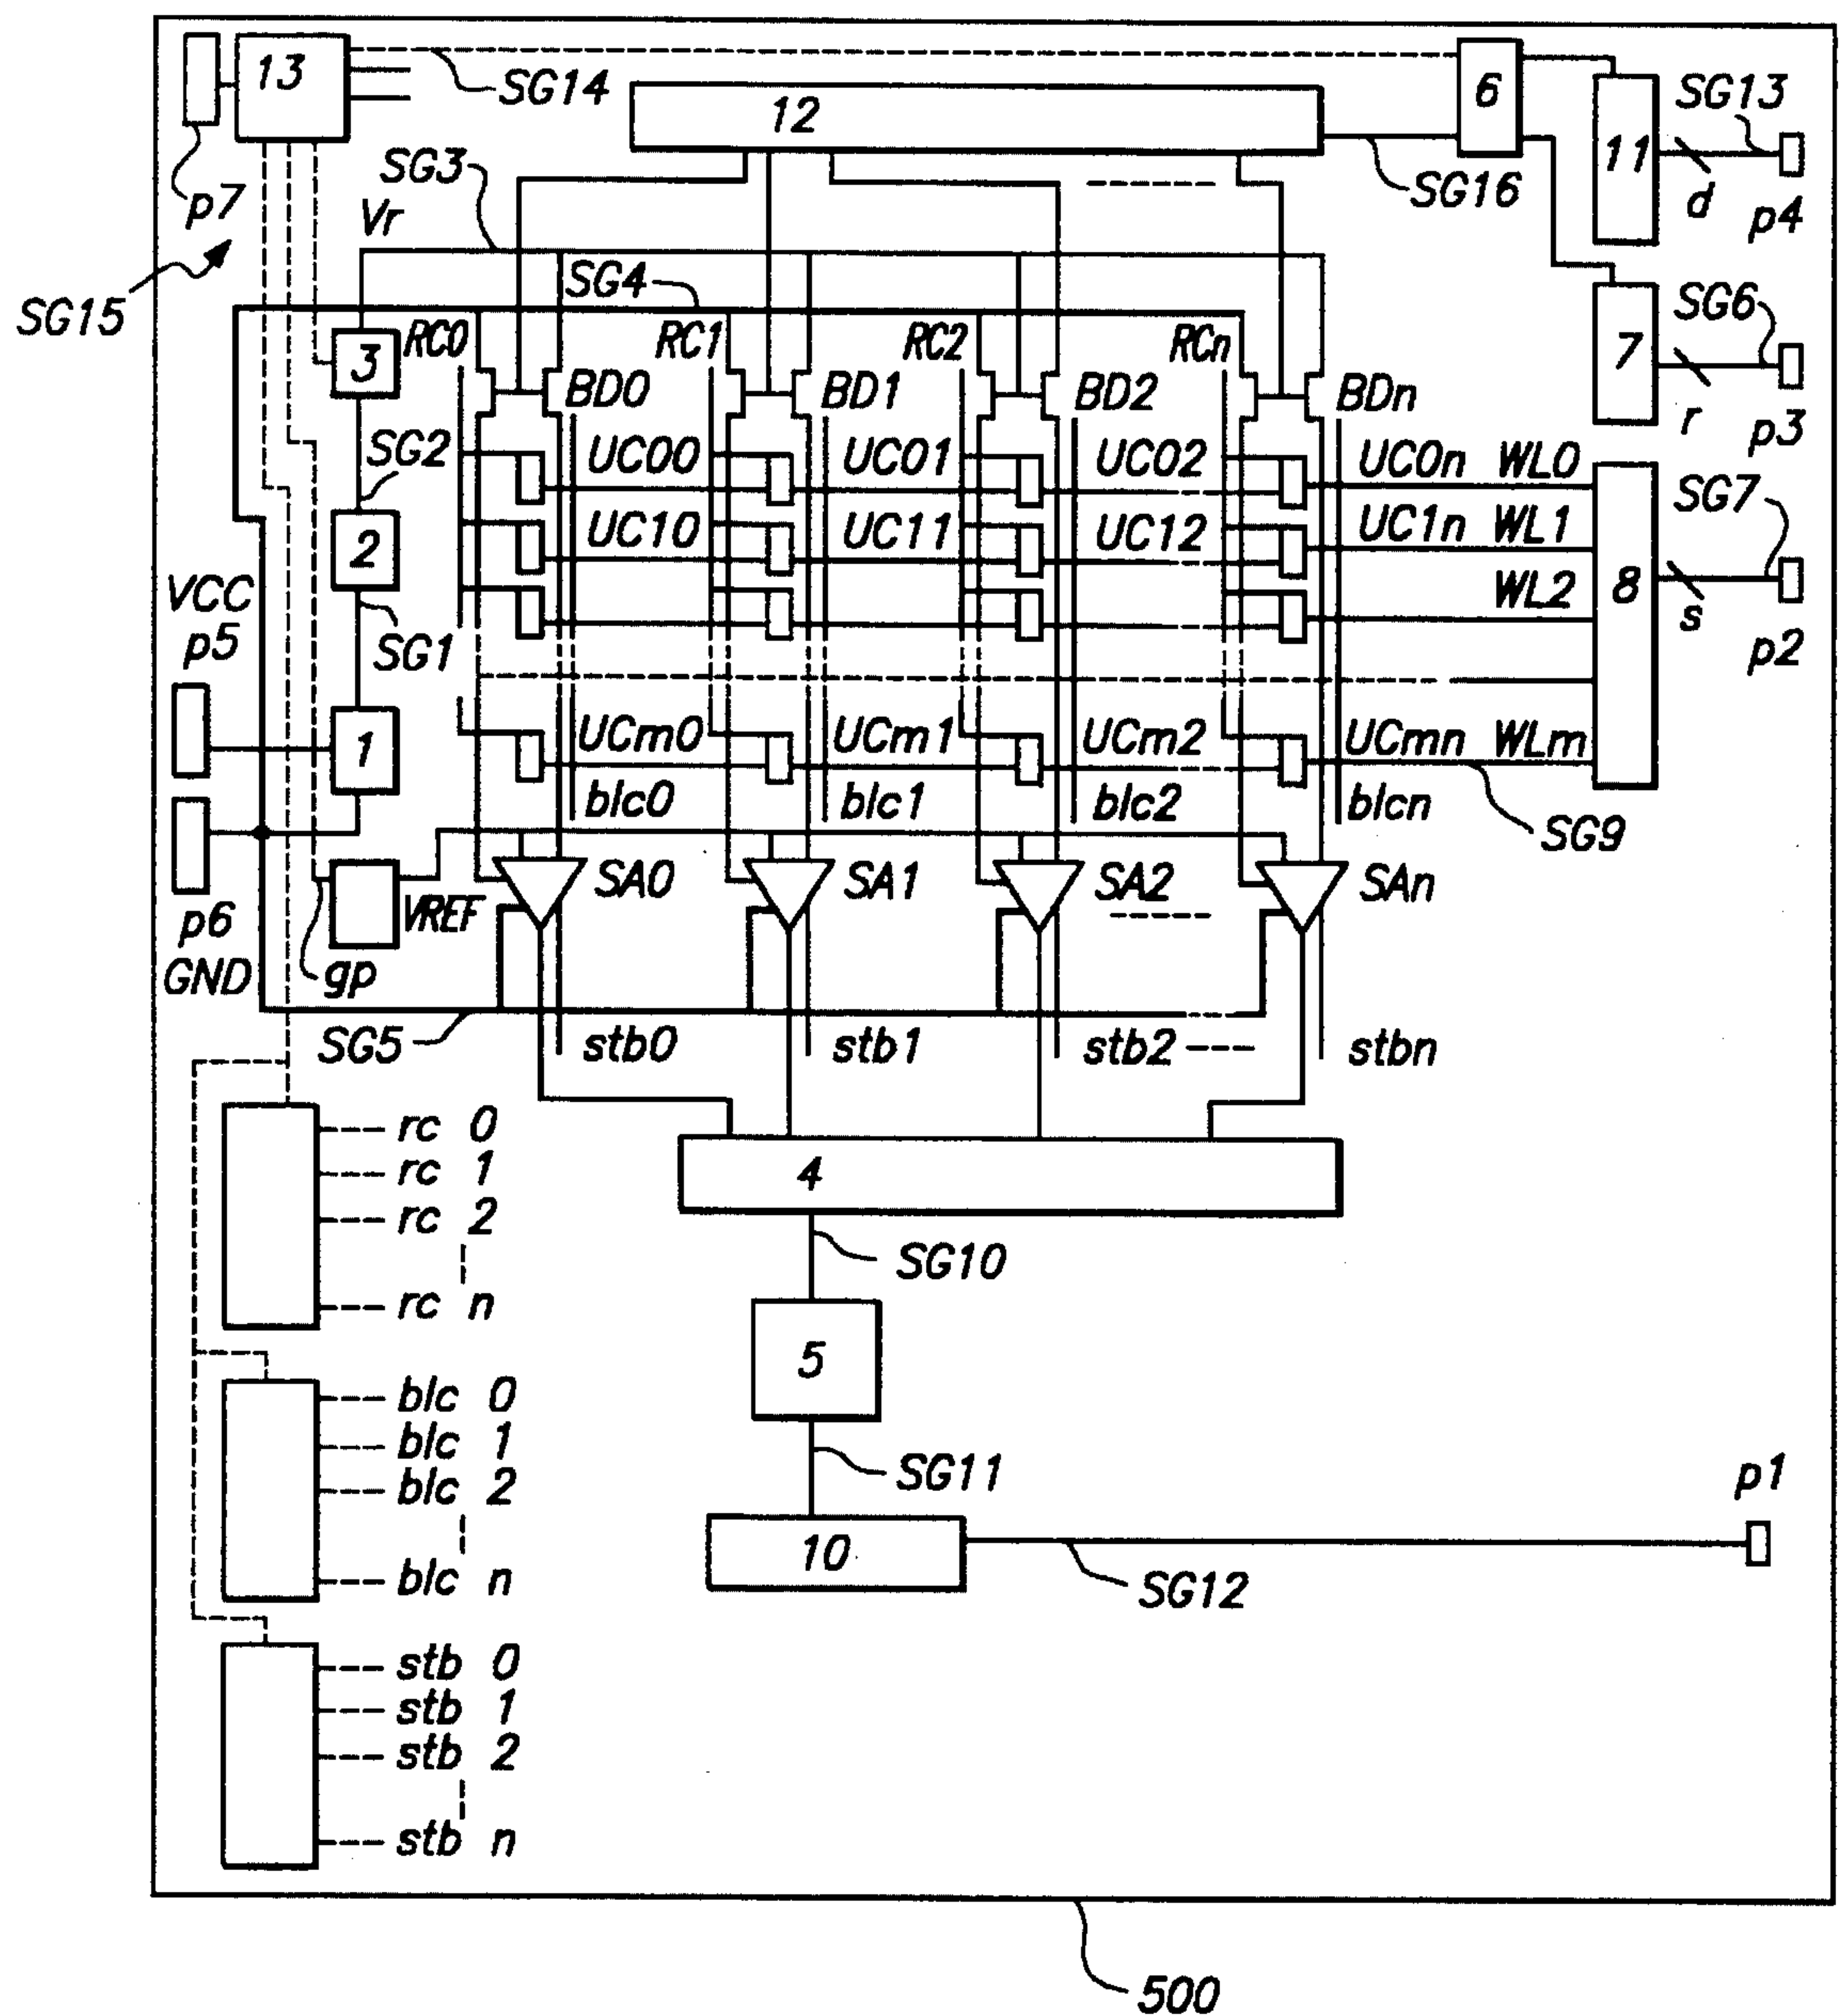 13
SG14
6
SG13
12
11
SG3
SG16
d
p4
p7
Vr
SG15
SG4
SG6
RC0
RC1
RC2
RCn
3
7
BD0
BD1
BD2
BDn
r
p3
SG2
UC00
UC01
UC02
UC0n
WL0
SG7
2
UC10
UC11
UC12
UC1n
WL1
VCC
WL2
8
s
p5
SG1
p2
1
UCm0
UCm1
UCm2
UCmn
WLm
blc0
blc1
blc2
blcn
SG9
SA0
SA1
SA2
SAn
p6
VREF
GND
gp
SG5
stb0
stb1
stb2
stbn
rc 0
rc 1
rc 2
rc n
4
SG10
5
blc 0
blc 1
blc 2
blc n
SG11
p1
10
SG12
stb 0
stb 1
stb 2
stb n
500